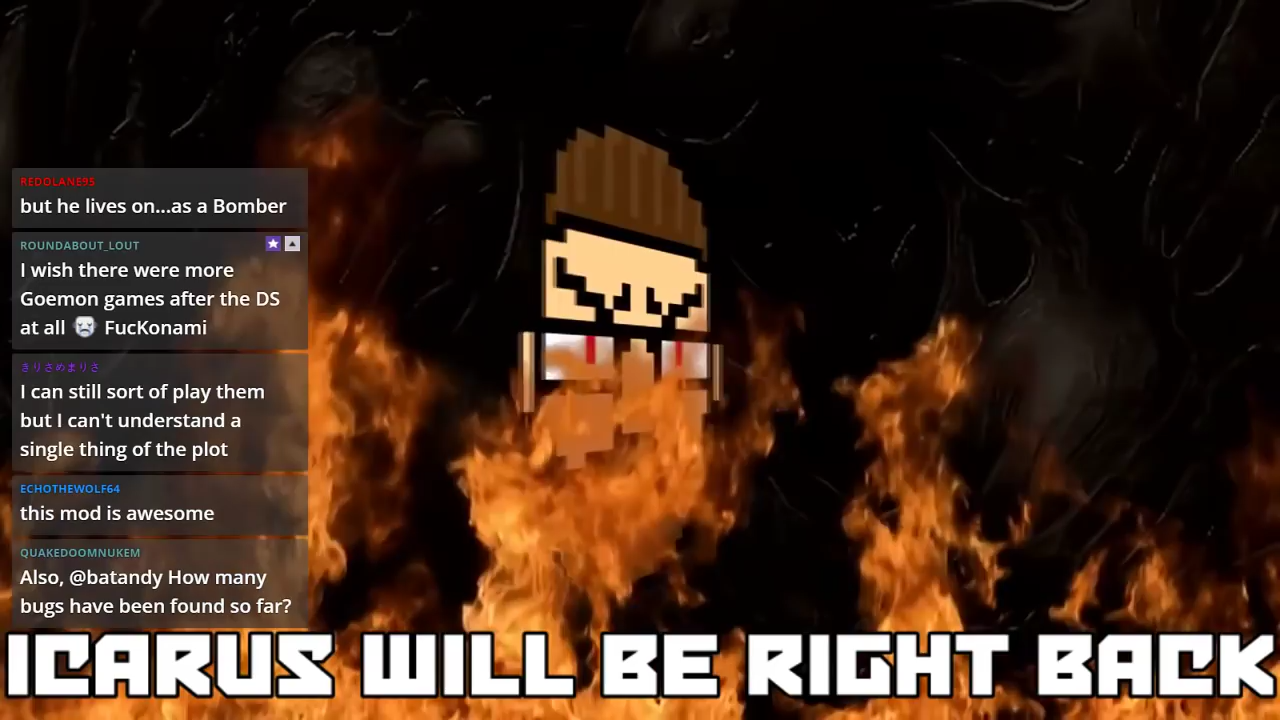 REDOLANE95
but he lives on...as a Bomber
ROUNDABOUT_LOUT
I wish there were more
Goemon games after the DS
at all FucKonami
きりさめまりさ
I can still sort of play them
but I can't understand a
single thing of the plot
ECHOTHEWOLF64
this mod is awesome
QUAKEDOOMNUKEM
Also, @batandy How many
bugs have been found so far?
ICARUS WILL BE RIGHT BACK